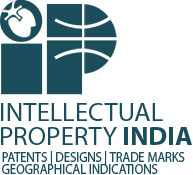 INTELLECTUAL
PROPERTY INDIA
PATENTS | DESIGNS | TRADE MARKS
GEOGRAPHICAL INDICATIONS